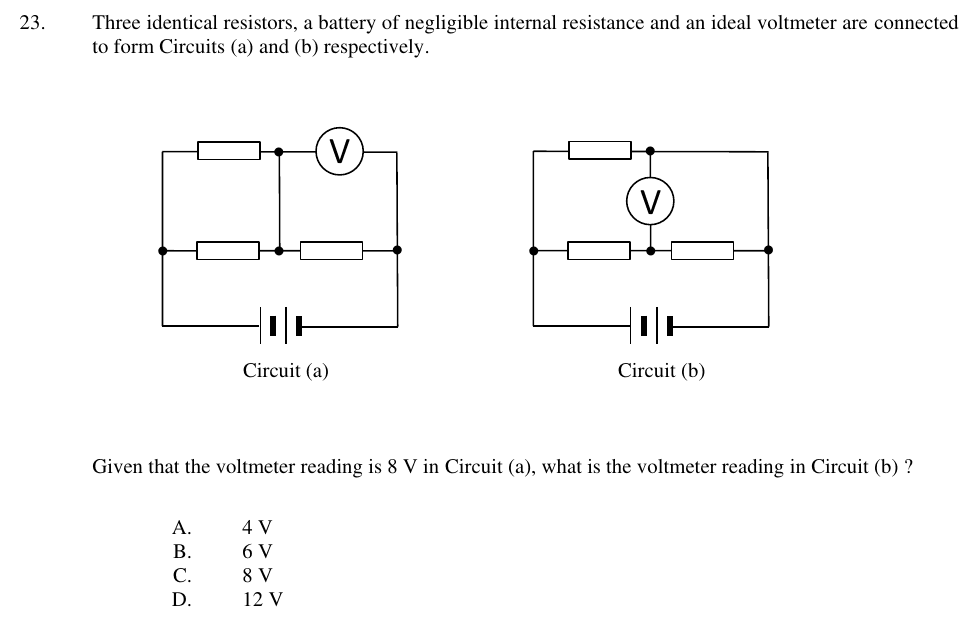 23. Three identical resistors, a battery of negligible internal resistance and an ideal voltmeter are connected
to form Circuits (a) and (b) respectively.
V
V
Circuit (a) Circuit (b)
Given that the voltmeter reading is 8 V in Circuit (a), what is the voltmeter reading in Circuit (b) ?
A. 4 V
B. 6 V
C. 8 V
D. 12 V